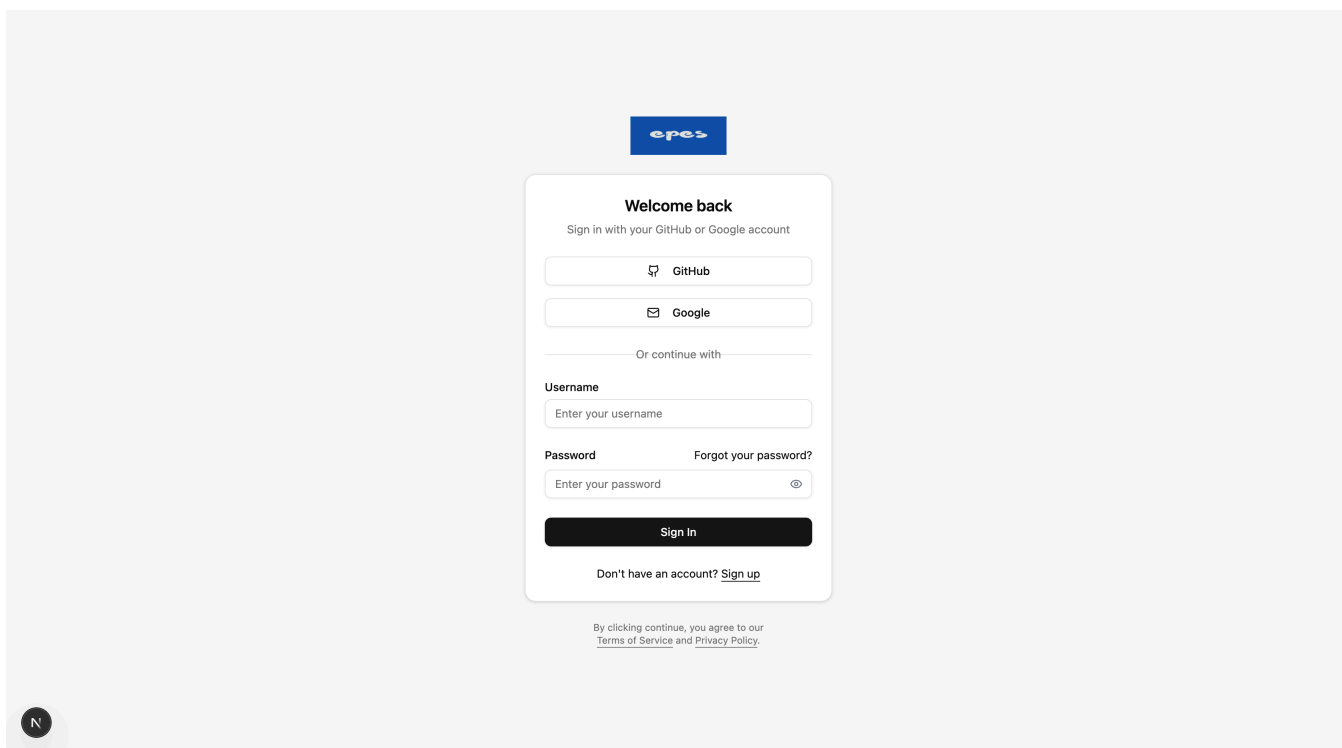 epes
Welcome back
Sign in with your GitHub or Google account
GitHub
Google
Or continue with
Username
Enter your username
Password Forgot your password?
Enter your password
Sign In
Don't have an account? Sign up
By clicking continue, you agree to our
Terms of Service and Privacy Policy.
N